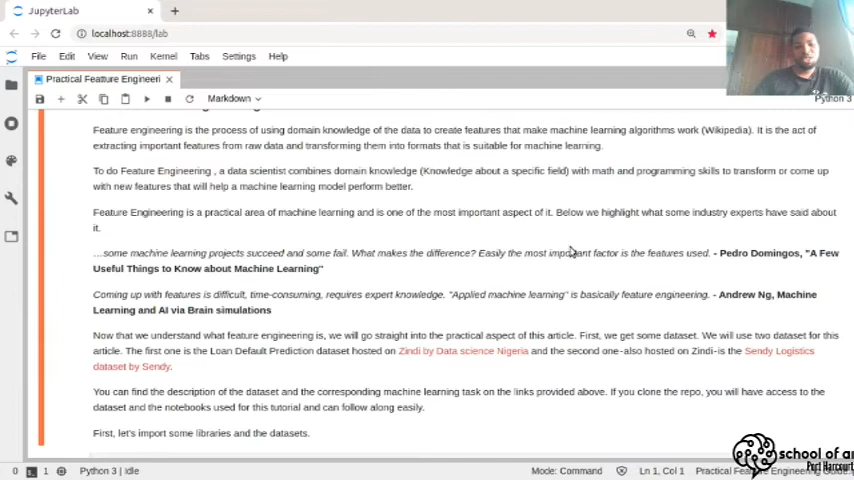 JupyterLab
localhost:8888/lab
File Edit View Run Kernel Tabs Settings Help
Practical Featture Engineeri
Markdown
Python 3
Feature engineering is the process of using domain knowledge of the data to create features that make machine learning algorithms work (Wikipedia). It is the act of
extracting important features from raw data and transforming them into formats that is suitable for machine learning.
To do Feature Engineering , a data scientist combines domain knowledge (Knowledge about a specific field) with math and programming skills to transform or come up
with new features that will help a machine learning model perform better.
Feature Engineering is a practical area of machine learning and is one of the most important aspect of it. Below we highlight what some industry experts have said about
it.
...some machine learning projects succeed and some fail. What makes the difference? Easily the most important factor is the features used. - Pedro Domingos, "A Few
Useful Things to Know about Machine Learning"
Coming up with features is difficult, time-consuming, requires expert knowledge. "Applied machine learning" is basically feature engineering. - Andrew Ng, Machine
Learning and AI via Brain simulations
Now that we understand what feature engineering is, we will go straight into the practical aspect of this article. First, we get some dataset. We will use two dataset for this
article. The first one is the Loan Default Prediction dataset hosted on Zindi by Data science Nigeria and the second one-also hosted on Zindi-is the Sendy Logistics
dataset by Sendy.
You can find the description of the dataset and the corresponding machine learning task on the links provided above. If you clone the repo, you will have access to the
dataset and the notebooks used for this tutorial and can follow along easily.
First, let's import some libraries and the datasets.
school of
Port Harcourt
0 1 Python 3 | Idle Mode: Command Ln 1, Col 1 Practical